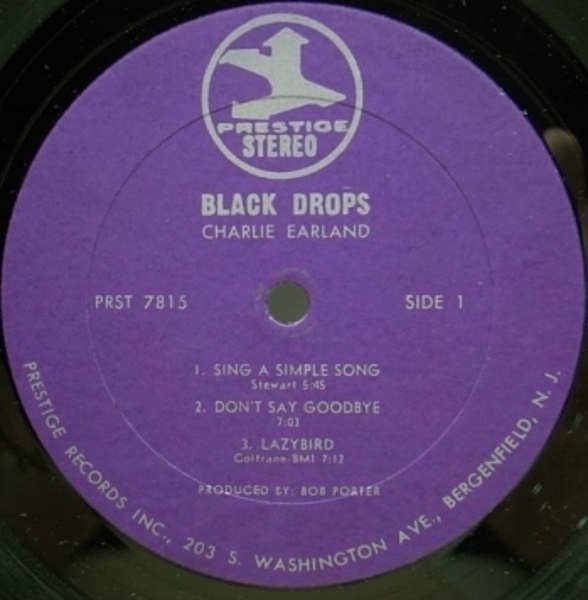 PRESTIGE
STEREO
BLACK DROPS
CHARLIE EARLAND
PRST 7815
SIDE 1
1. SING A SIMPLE SONG
Stewart 5:45
2. DON'T SAY GOODBYE
7:03
3. LAZYBIRD
Coltrane-BMI 7:12
PRODUCED BY: BOB PORTER
PRESTIGE RECORDS INC., 203 S. WASHINGTON AVE., BERGENFIELD, N. J.